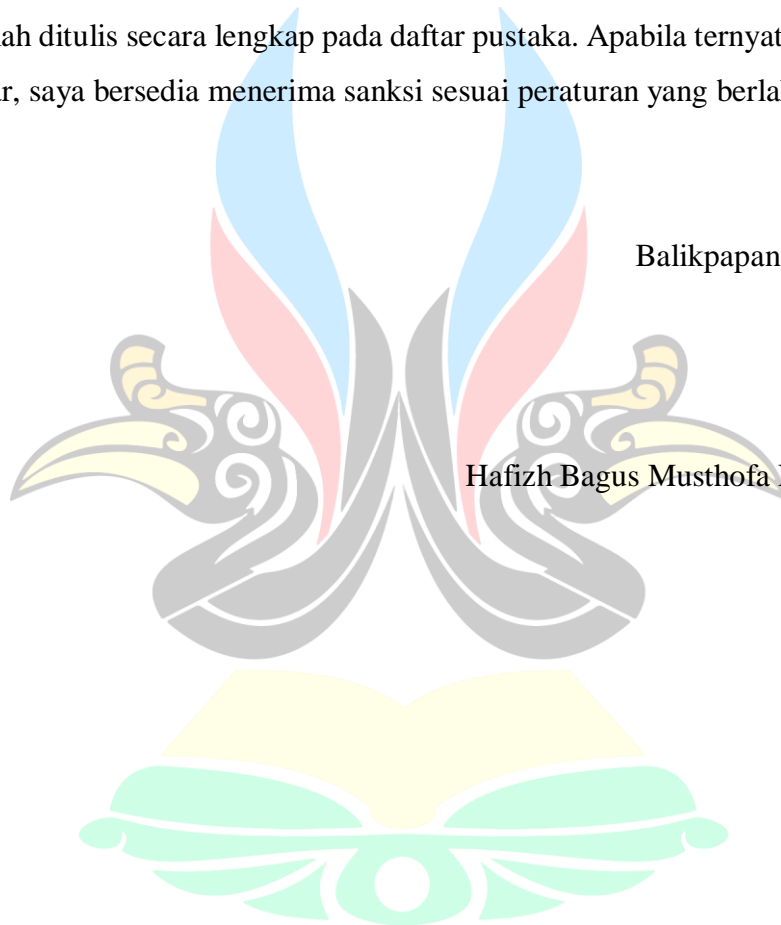 ah ditulis secara lengkap pada daftar pustaka. Apabila ternyat
saya bersedia menerima sanksi sesuai peraturan yang berla
Balikpapan
Hafizh Bagus Musthofa